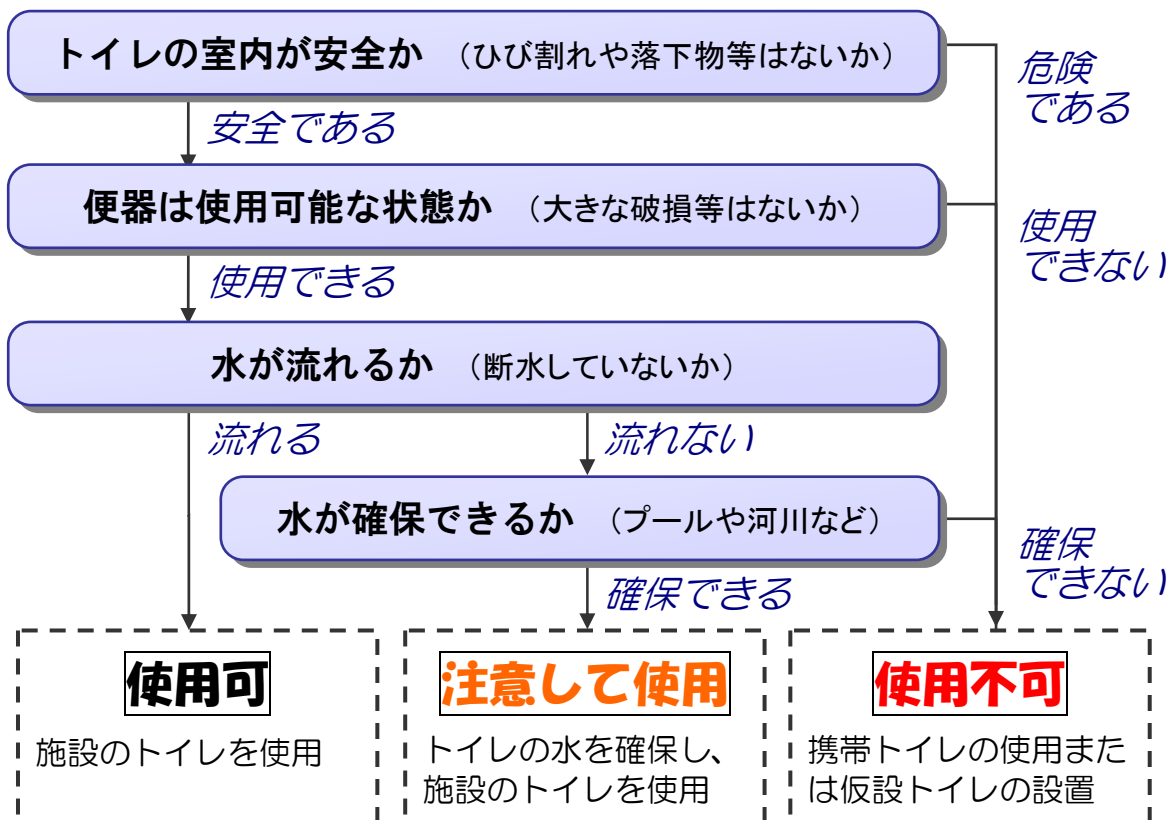 トイレの室内が安全か （ひび割れや落下物等はないか）
危険
である
安全である
便器は使用可能な状態か （大きな破損等はないか）
使用
できない
使用できる
水が流れるか （断水していないか）
流れる
流れない
水が確保できるか （プールや河川など）
確保
できない
確保できる
使用可
施設のトイレを使用
注意して使用
トイレの水を確保し、
施設のトイレを使用
使用不可
携帯トイレの使用また
は仮設トイレの設置